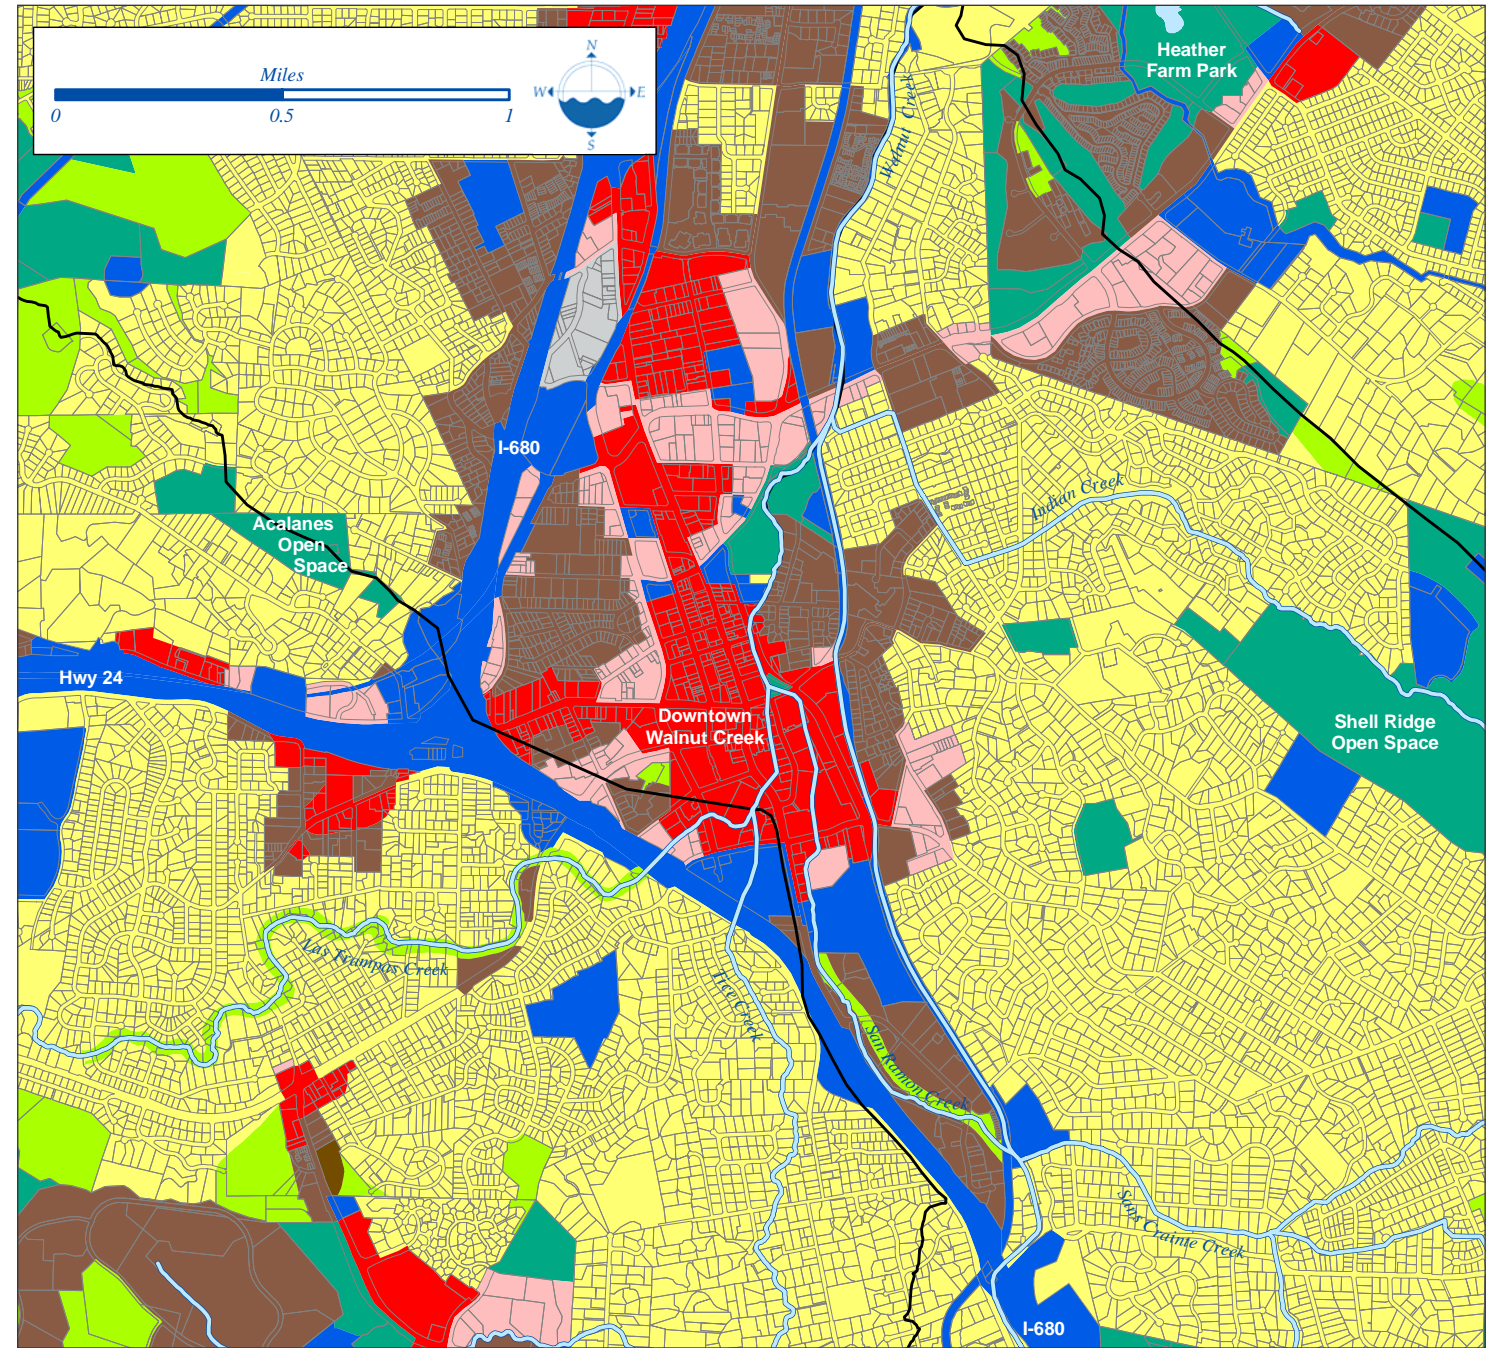 N
Miles
W E
0 0.5 1
S
Heather
Farm Park
Walnut Creek
I-680
Indian Creek
Acalanes
Open
Space
Hwy 24
Downtown
Walnut Creek
Shell Ridge
Open Space
Las Trampas Creek
Tice Creek
San Ramon Creek
Sans Crainte Creek
I-680